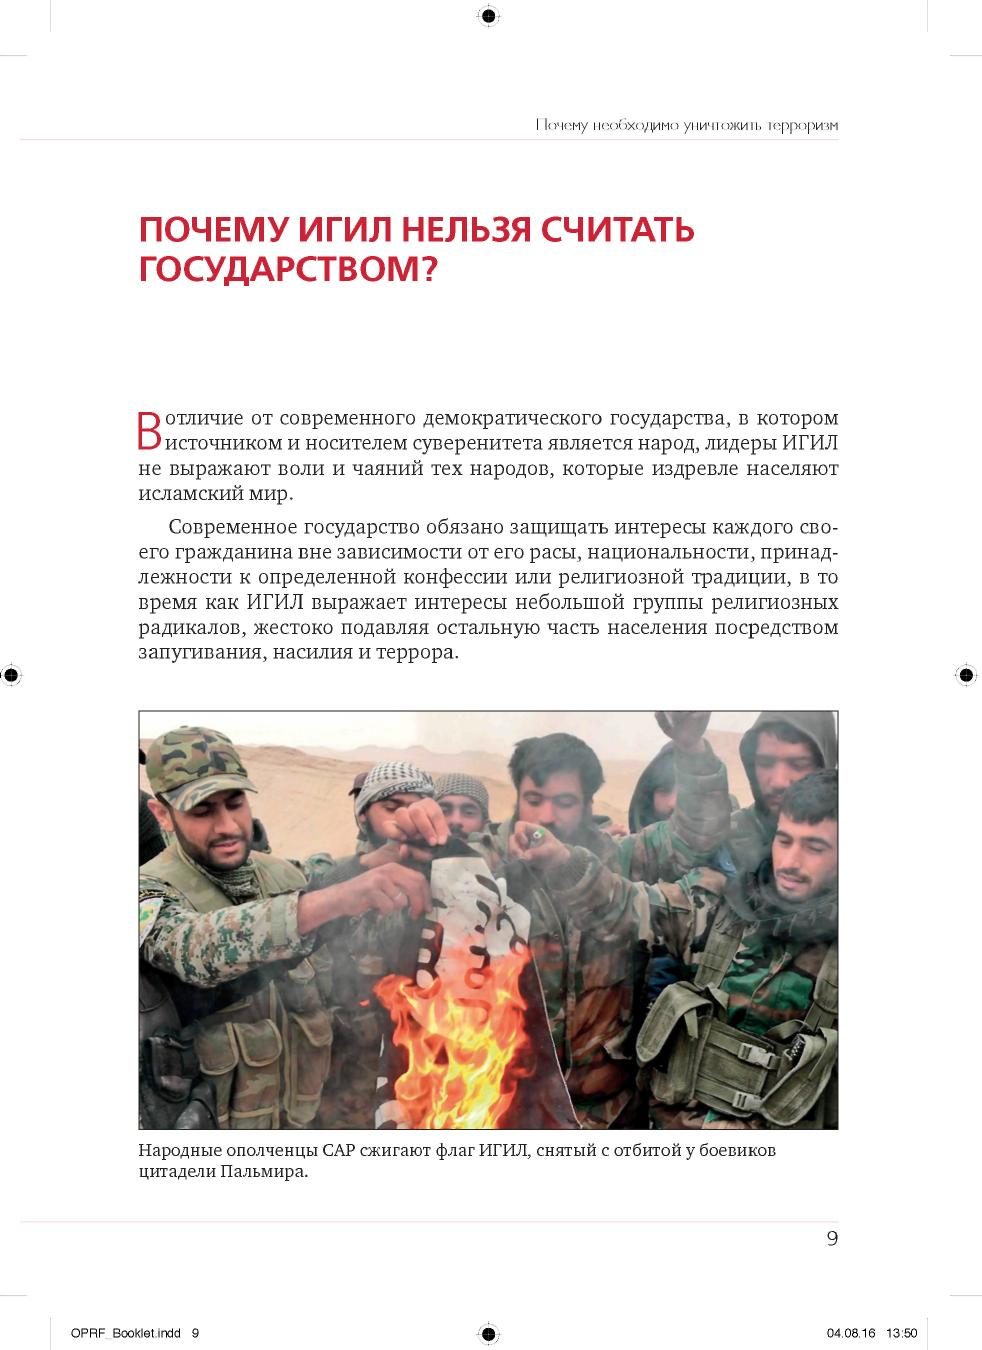 Почему необходимо уничтожить терроризм
ПОЧЕМУ ИГИЛ НЕЛЬЗЯ СЧИТАТЬ
ГОСУДАРСТВОМ?
В отличие от современного демократического государства, в котором
источником и носителем суверенитета является народ, лидеры ИГИЛ
не выражают воли и чаяний тех народов, которые издревле населяют
исламский мир.
Современное государство обязано защищать интересы каждого сво-
его гражданина вне зависимости от его расы, национальности, принад-
лежности к определенной конфессии или религиозной традиции, в то
время как ИГИЛ выражает интересы небольшой группы религиозных
радикалов, жестоко подавляя остальную часть населения посредством
запугивания, насилия и террора.
Народные ополченцы САР сжигают флаг ИГИЛ, снятый с отбитой у боевиков
цитадели Пальмира.
9
OPRF_Booklet.indd 9
04.08.16 13:50